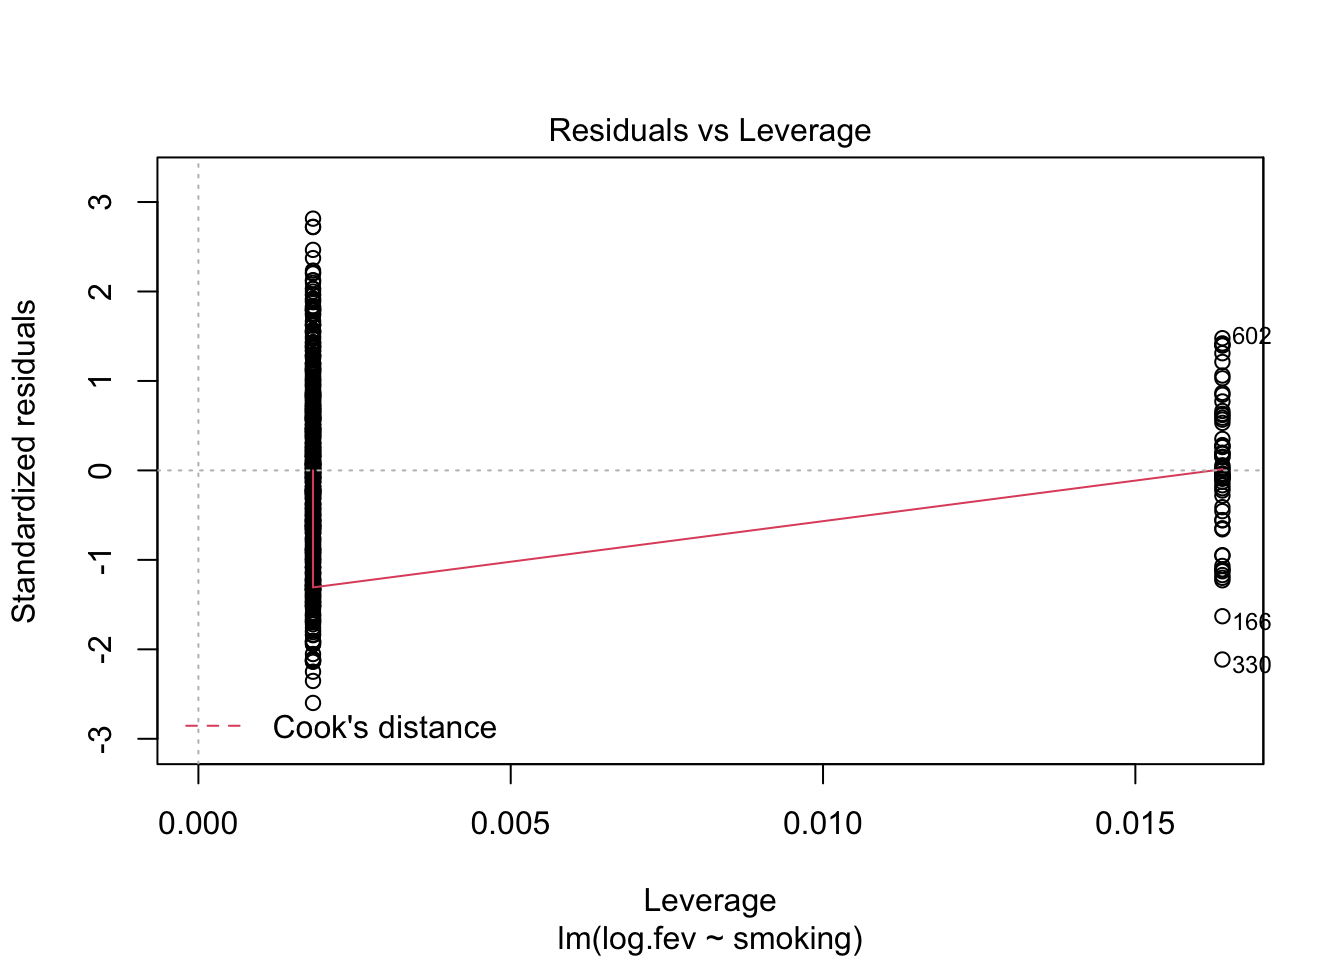 Residuals vs Leverage
Standardized residuals
3
2
1
0
-1
-2
-3
602
166
330
Cook's distance
0.000 0.005 0.010 0.015
Leverage
lm(log.fev ~ smoking)